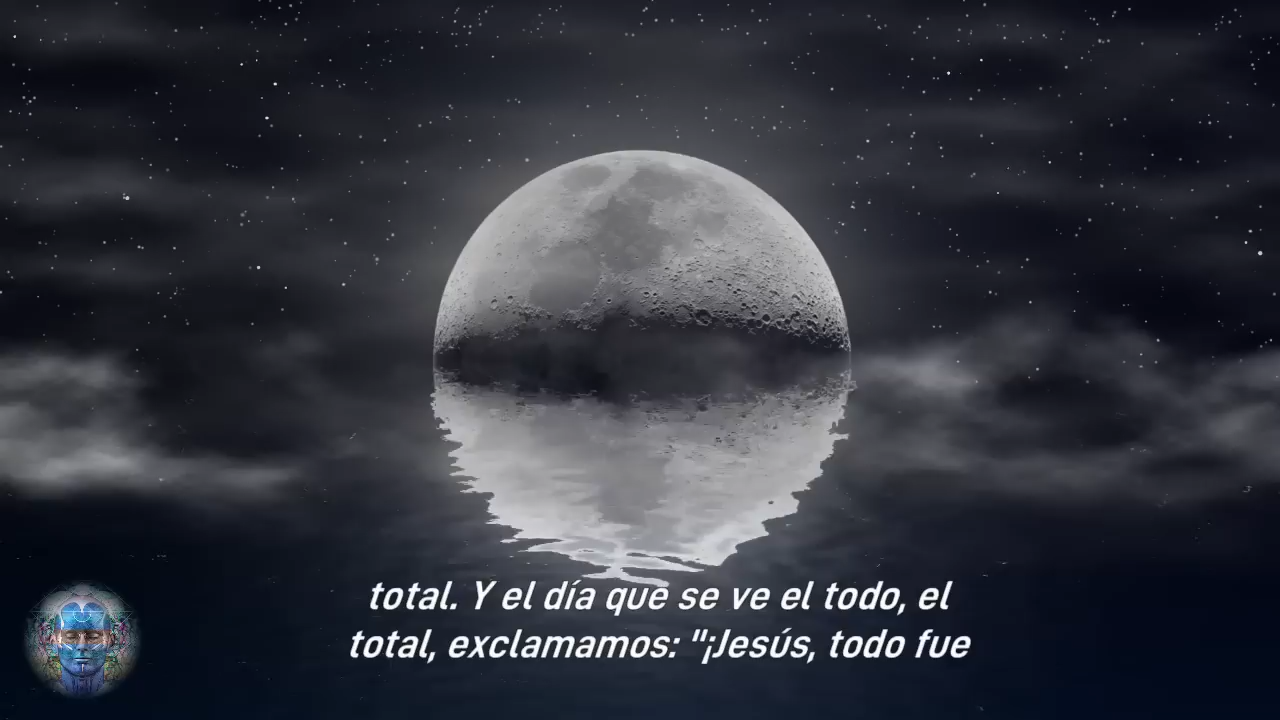 total. Y el día que se ve el todo, el
total, exclamamos: "¡Jesús, todo fue